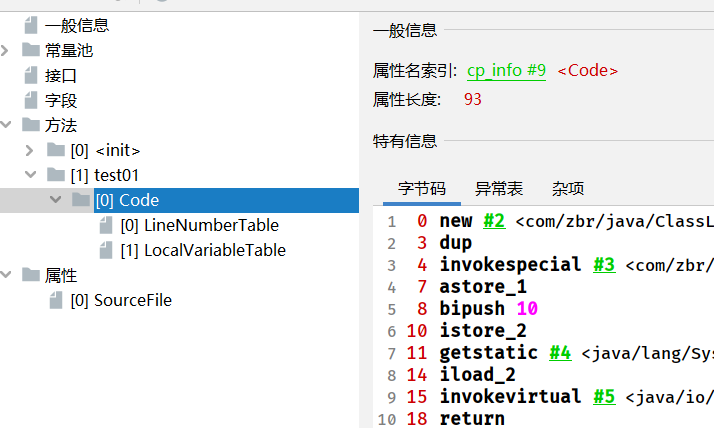 一般信息
常量池
接口
字段
方法
[0] <init>
[1] test01
[0] Code
[0] LineNumberTable
[1] LocalVariableTable
属性
[0] SourceFile
一般信息
属性名索引: cp_info #9 <Code>
属性长度: 93
特有信息
字节码 异常表 杂项
1 0 new #2 <com/zbr/java/ClassL
2 3 dup
3 4 invokespecial #3 <com/zbr/
4 7 astore_1
5 8 bipush 10
6 10 istore_2
7 11 getstatic #4 <java/lang/Sys
8 14 iload_2
9 15 invokevirtual #5 <java/io/
10 18 return